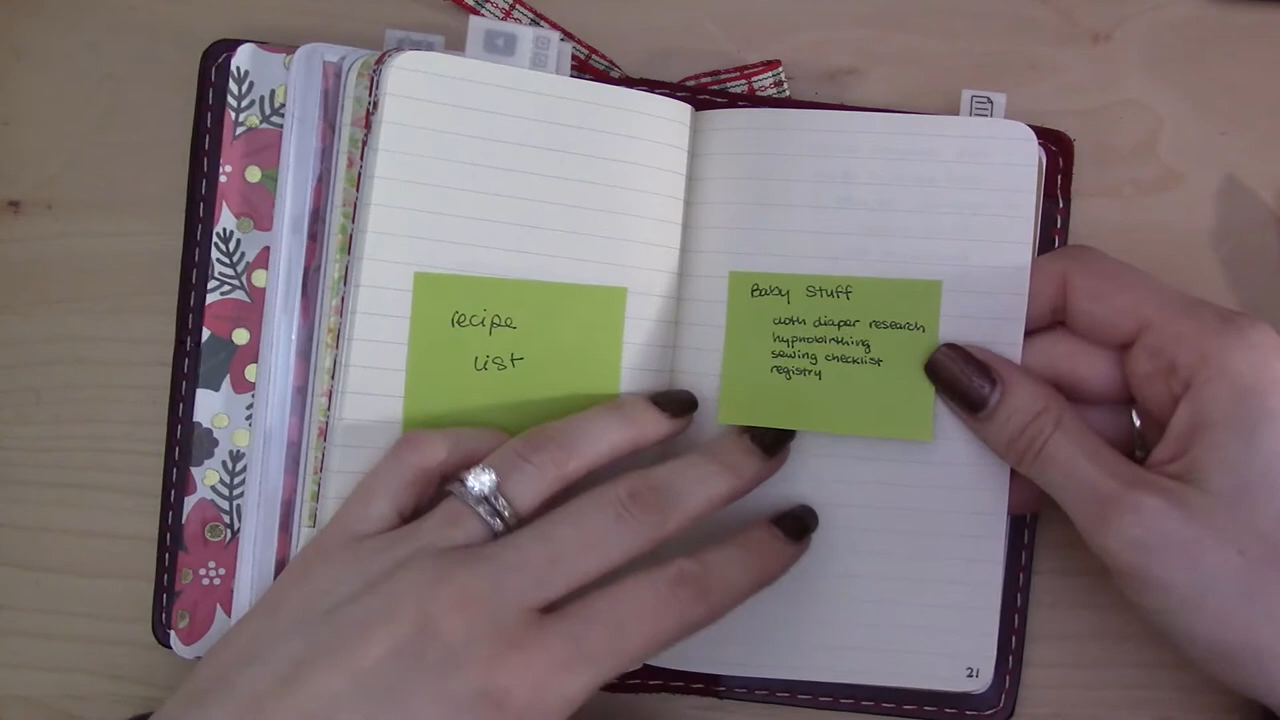 recipe
list
Baby Stuff
cloth diaper research
hypnobirthing
sewing checklist
registry
21